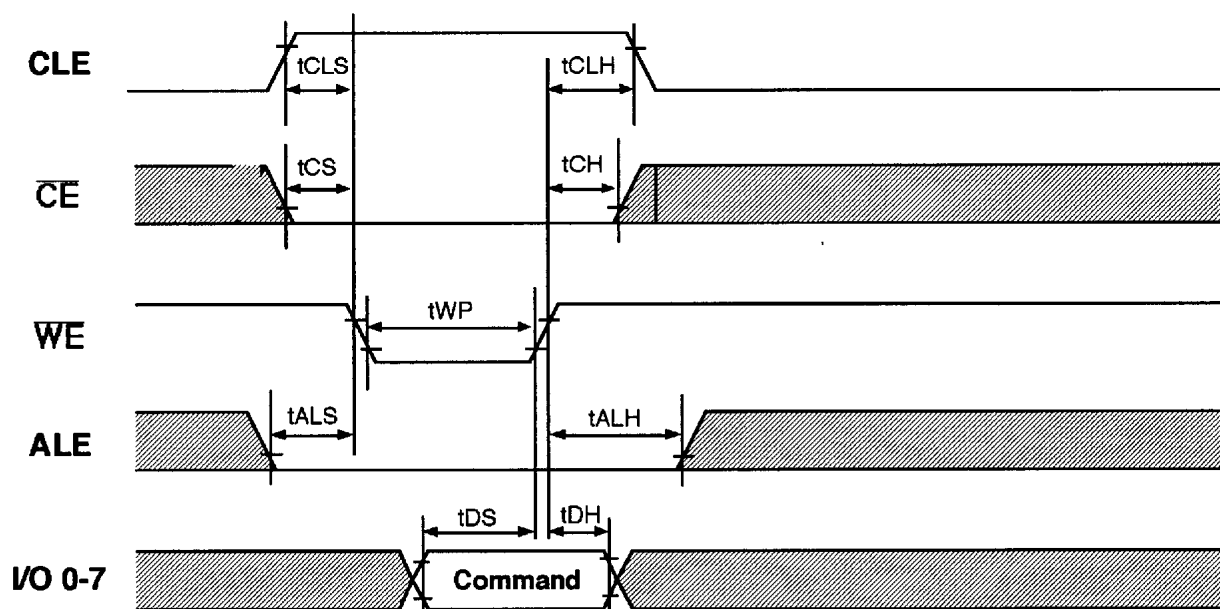 CLE
tCLS
tCLH
CE
tCS
tCH
WE
tWP
ALE
tALS
tALH
I/O 0-7
tDS
tDH
Command